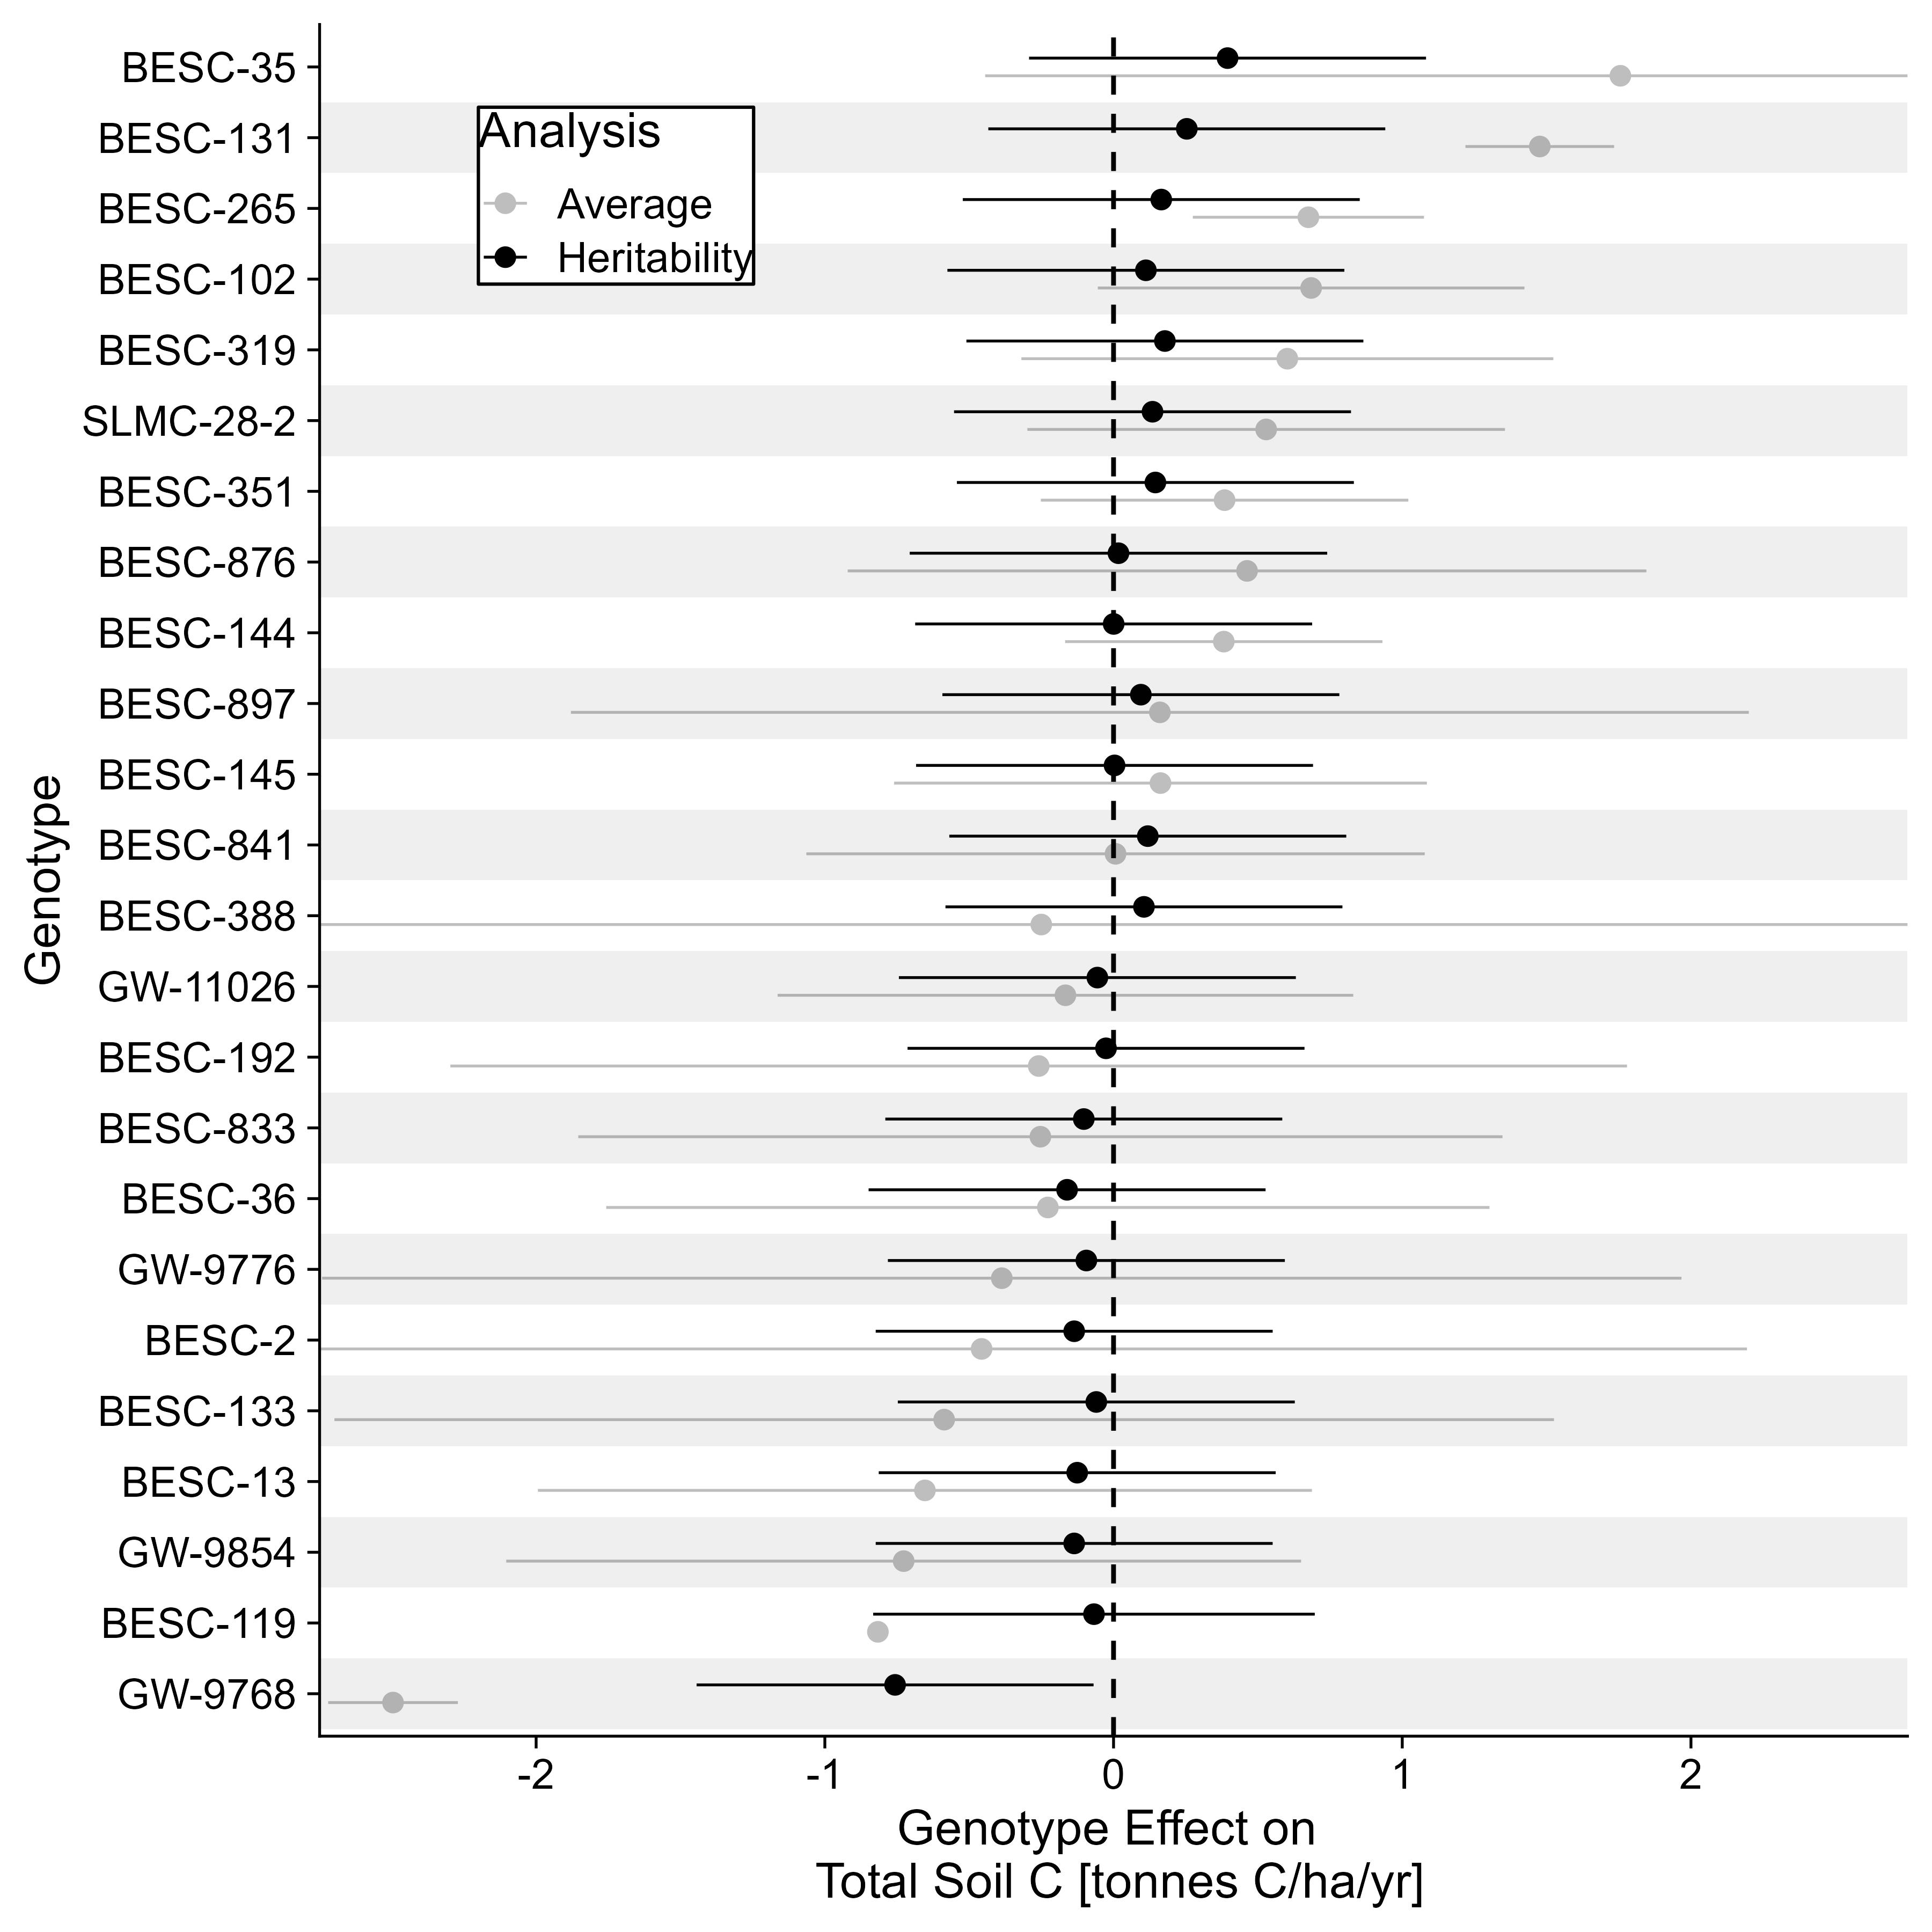 BESC-35
BESC-131
BESC-265
BESC-102
BESC-319
SLMC-28-2
BESC-351
BESC-876
BESC-144
BESC-897
BESC-145
BESC-841
BESC-388
GW-11026
BESC-192
BESC-833
BESC-36
GW-9776
BESC-2
BESC-133
BESC-13
GW-9854
BESC-119
GW-9768
Genotype
Analysis
Average
Heritability
-2 -1 0 1 2
Genotype Effect on
Total Soil C [tonnes C/ha/yr]